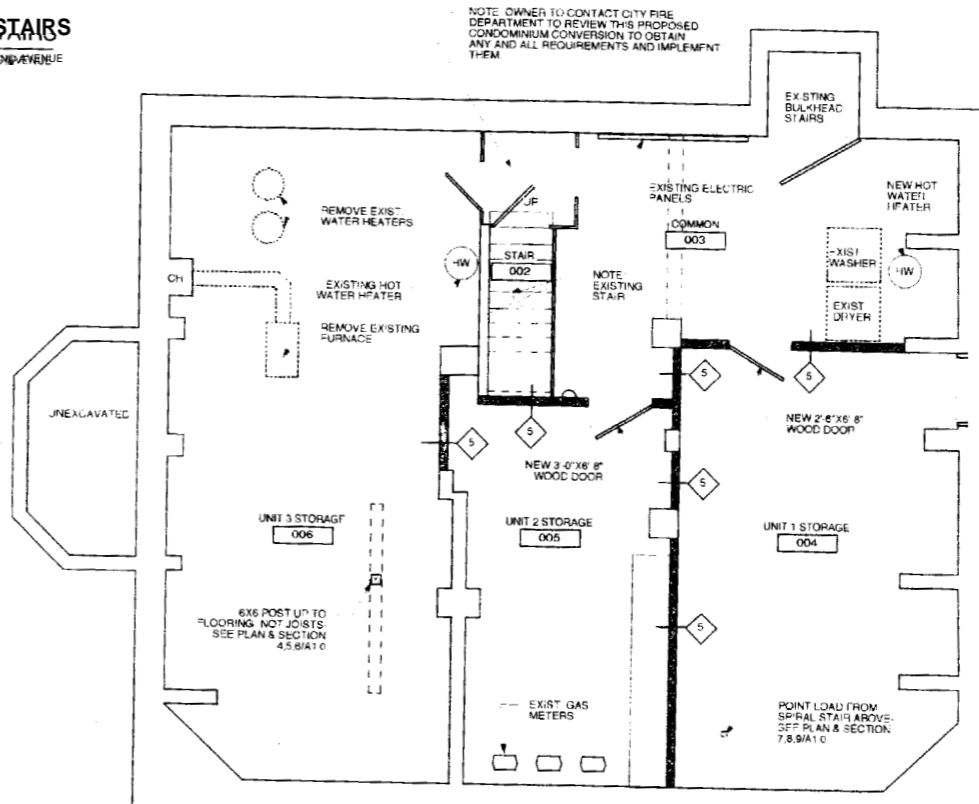 STAIRS
NOTE OWNER TO CONTACT CITY FIRE
DEPARTMENT TO REVIEW THIS PROPOSED
CONDOMINIUM CONVERSION TO OBTAIN
ANY AND ALL REQUIREMENTS AND IMPLEMENT
THEM
EXISTING
BULKHEAD
STAIRS
REMOVE EXIST.
WATER HEATERS
UP
EXISTING ELECTRIC
PANELS
NEW HOT
WATER
HEATER
COMMON
003
STAIR
002
HW
EXIST
WASHER
HW
CH
EXISTING HOT
WATER HEATER
NOTE
EXISTING
STAIR
EXIST
DRYER
REMOVE EXISTING
FURNACE
5
5
UNEXCAVATED
NEW 2'-8"X6' 8"
WOOD DOOR
5
5
NEW 3'-0"X6' 8"
WOOD DOOR
5
UNIT 3 STORAGE
006
UNIT 2 STORAGE
005
UNIT 1 STORAGE
004
6X6 POST UP TO
FLOORING NOT JOISTS-
SEE PLAN & SECTION
4,5,6/A1 0
5
EXIST GAS
METERS
POINT LOAD FROM
SPIRAL STAIR ABOVE-
SEE PLAN & SECTION
7,8,9/A1 0